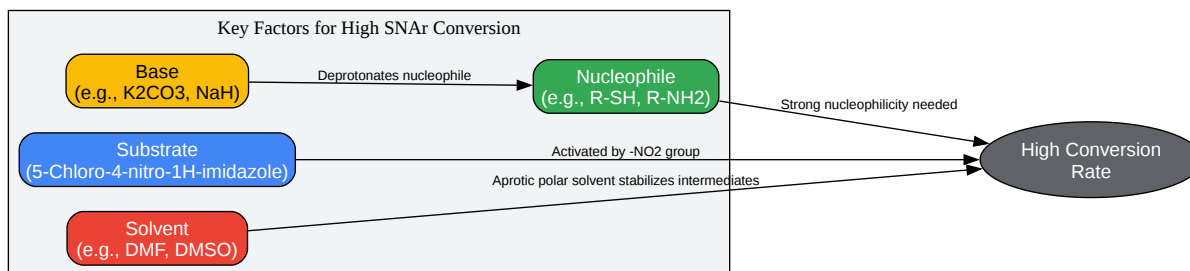 Key Factors for High SNAr Conversion
Base
(e.g., K2CO3, NaH)
Deprotonates nucleophile
Nucleophile
(e.g., R-SH, R-NH2)
Strong nucleophilicity needed
Substrate
(5-Chloro-4-nitro-1H-imidazole)
Activated by -NO2 group
High Conversion
Rate
Aprotic polar solvent stabilizes intermediates
Solvent
(e.g., DMF, DMSO)